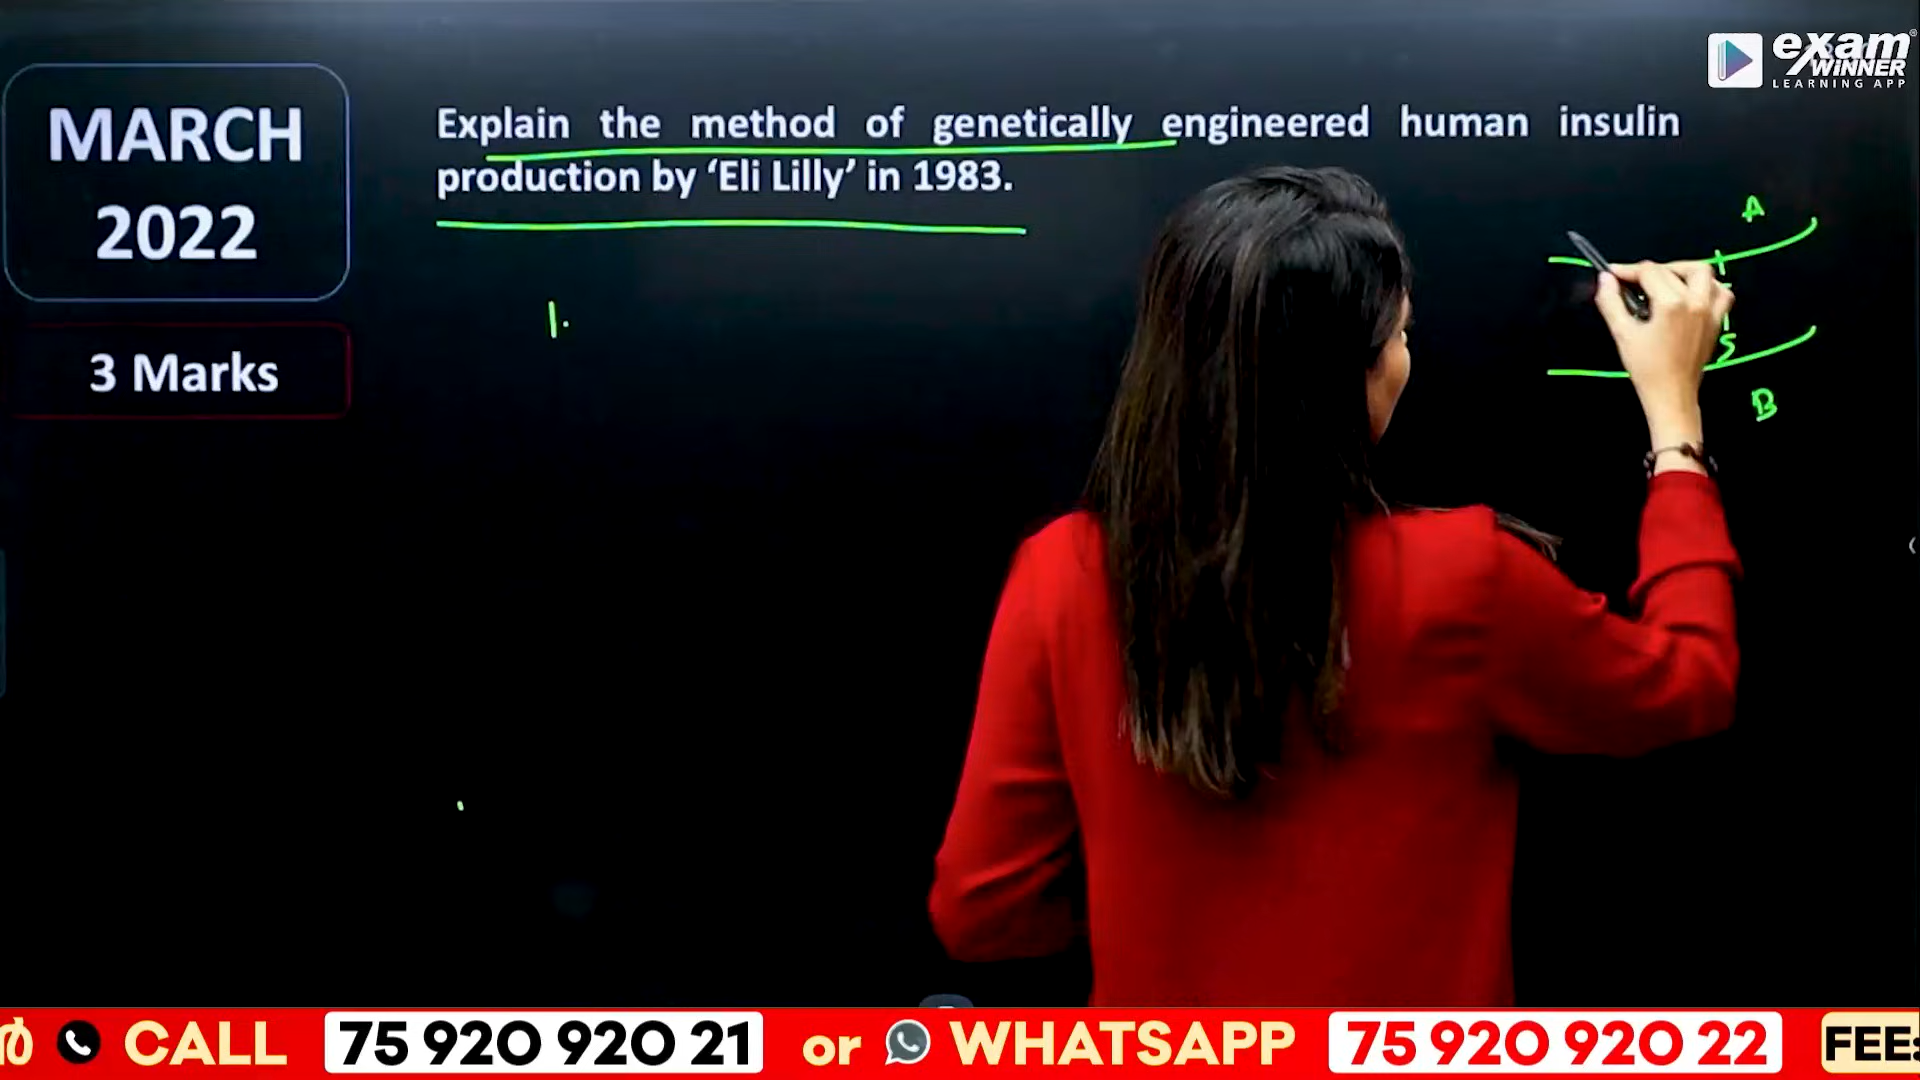 exam
WINNER
LEARNING APP
MARCH
2022
3 Marks
Explain the method of genetically engineered human insulin
production by ‘Eli Lilly’ in 1983.
1.
A
S
B
CALL 75 920 920 21 or WHATSAPP 75 920 920 22